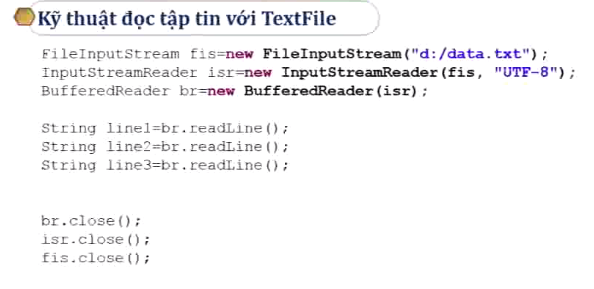 Kỹ thuật đọc tập tin với TextFile
FileInputStream fis=new FileInputStream("d:/data.txt");
InputStreamReader isr=new InputStreamReader(fis, "UTF-8");
BufferedReader br=new BufferedReader(isr);
String line1=br.readLine();
String line2=br.readLine();
String line3=br.readLine();
br.close();
isr.close();
fis.close();